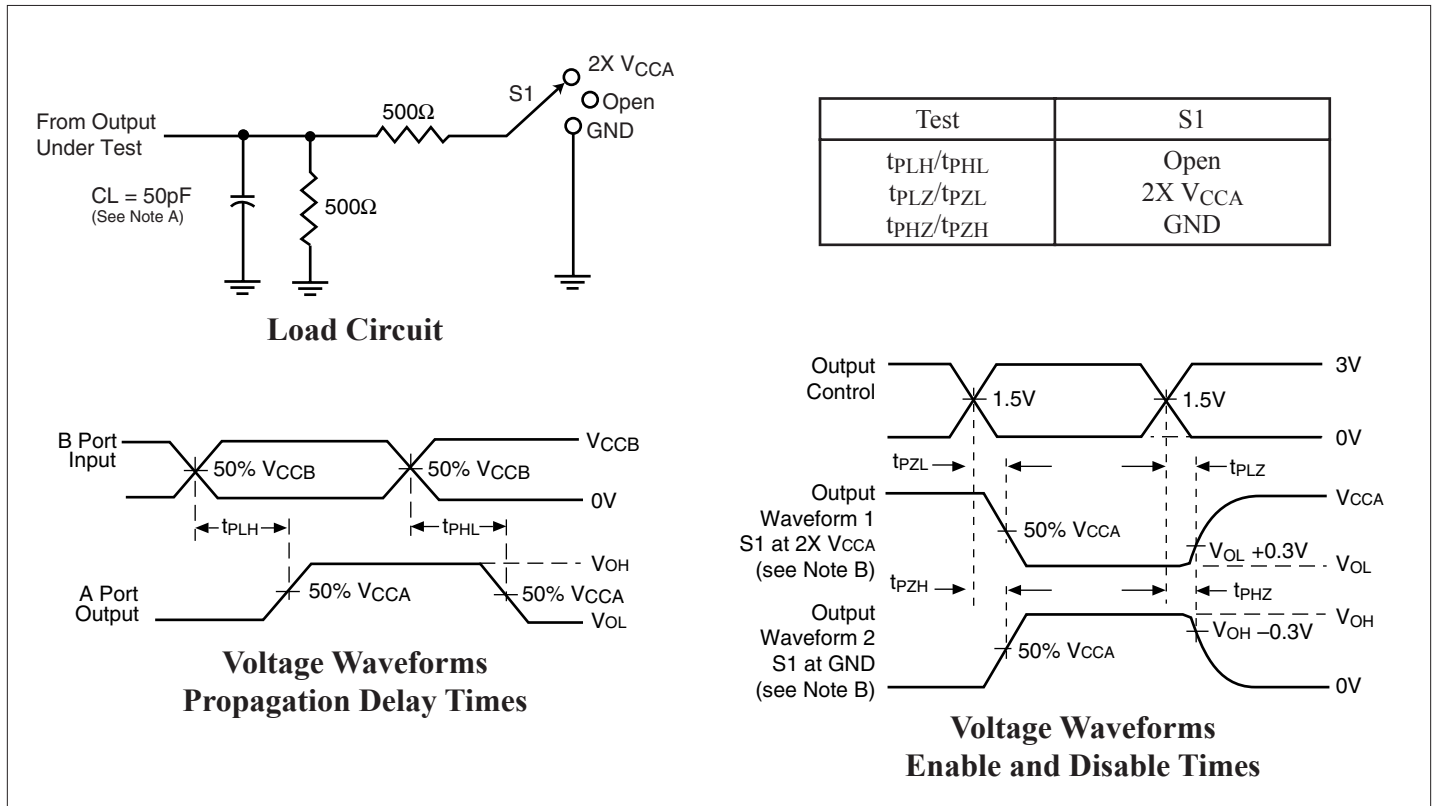 2X VCCA
S1
Open
GND
500Ω
From Output
Under Test
CL = 50pF
(See Note A)
500Ω
Load Circuit
Test S1
tPLH/tPHL Open
tPLZ/tPZL 2X VCCA
tPHZ/tPZH GND
B Port
Input
VCCB
50% VCCB
50% VCCB
0V
tPLH
tPHL
VOH
A Port
Output
50% VCCA
50% VCCA
VOL
Voltage Waveforms
Propagation Delay Times
Output
Control
3V
1.5V
1.5V
0V
tPZL
tPLZ
Output
Waveform 1
S1 at 2X VCCA
(see Note B)
VCCA
50% VCCA
VOL +0.3V
VOL
tPZH
tPHZ
Output
Waveform 2
S1 at GND
(see Note B)
VOH
VOH –0.3V
50% VCCA
0V
Voltage Waveforms
Enable and Disable Times